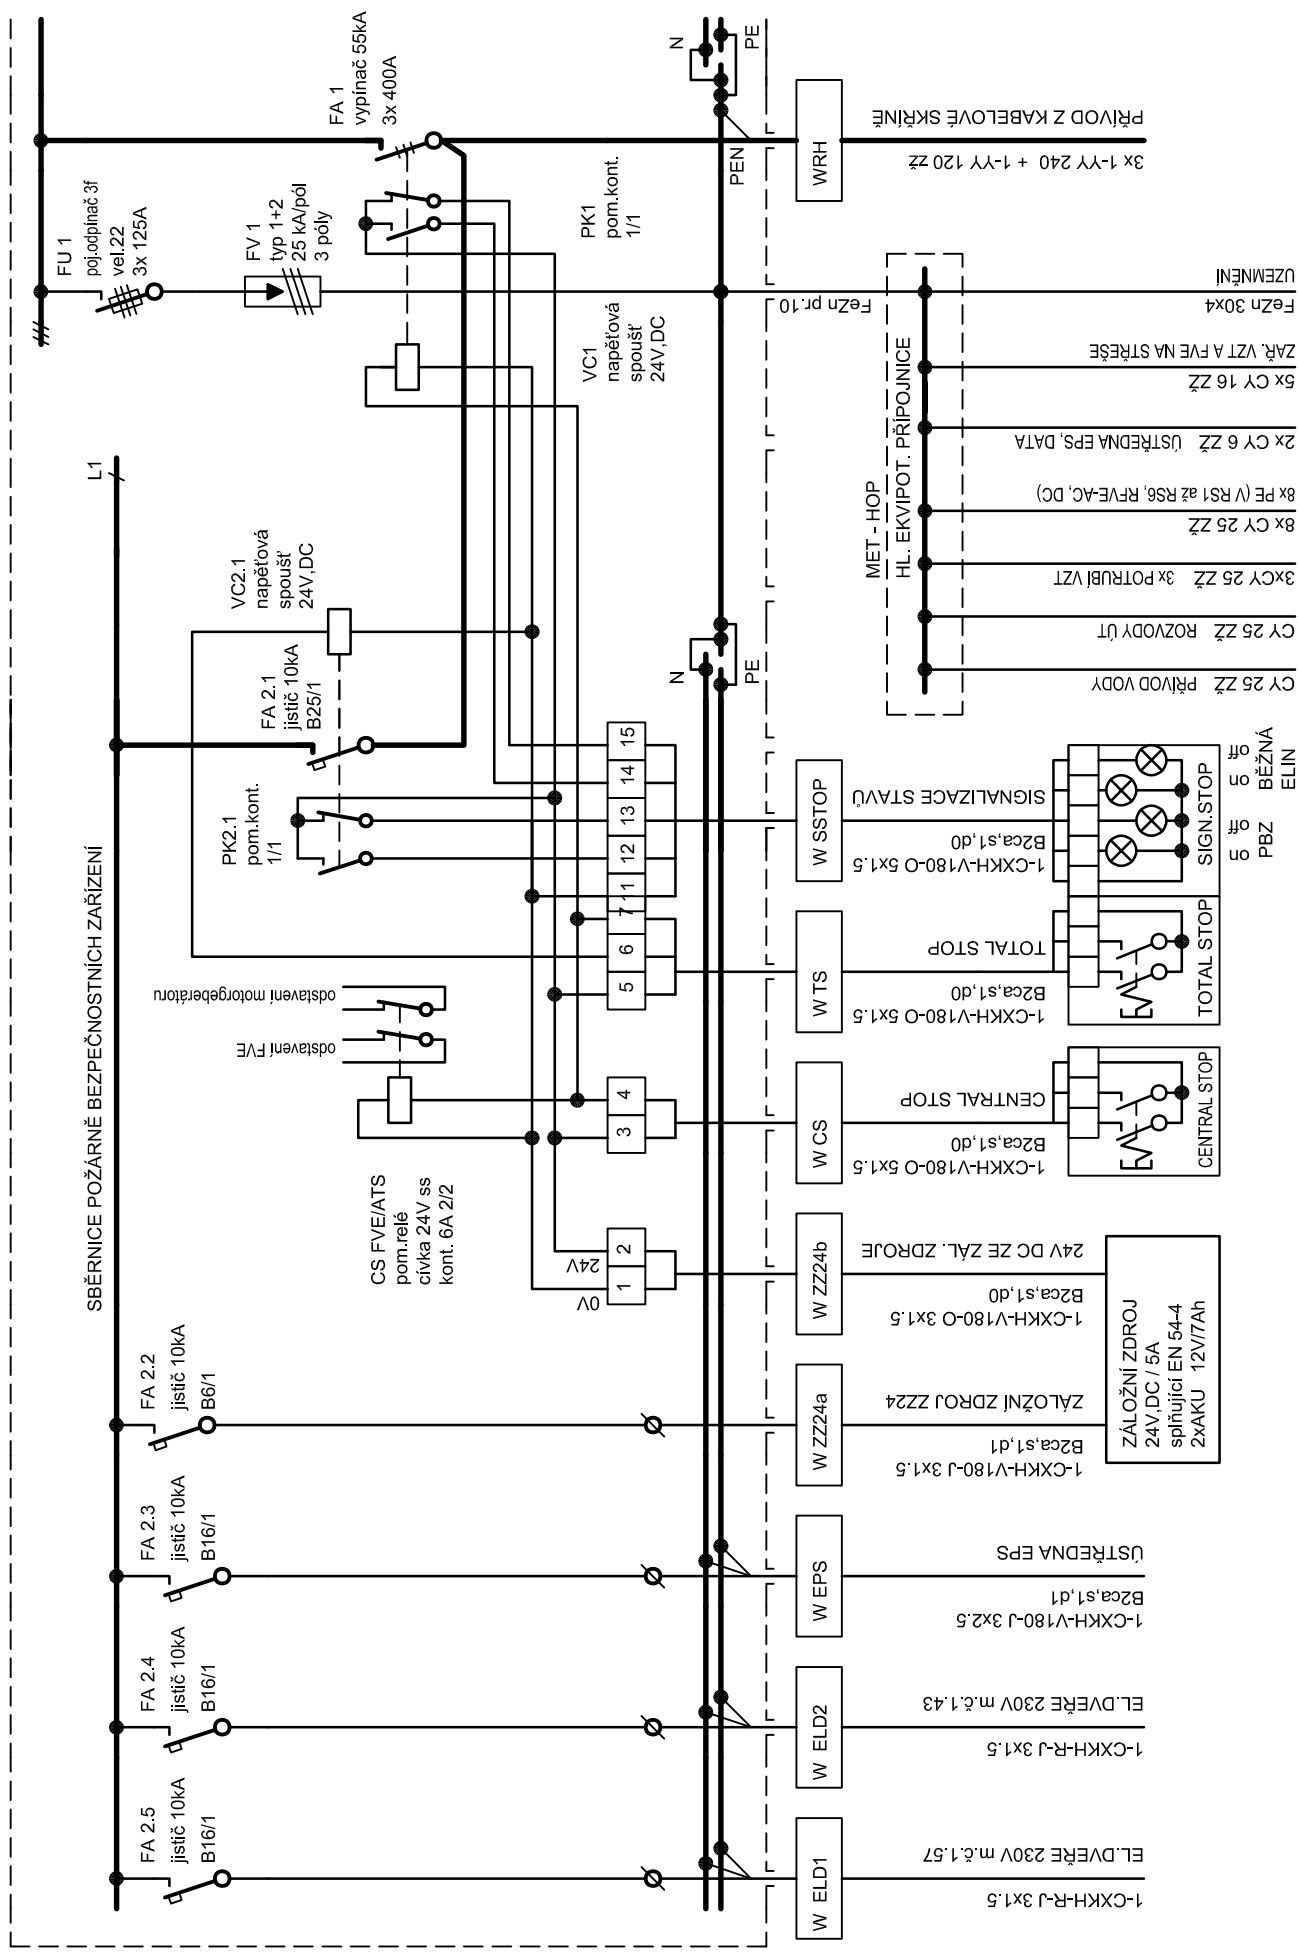 FU 1
poj.odpínač 3f
vel.22
3x 125A
FV 1
typ 1+2
25 kA/pól
3 póly
FA 1
vypínač 55kA
3x 400A
PK1
pom.kont.
1/1
VC1
napěťová
spoušť
24V,DC
N
PE
PEN
WRH
PŘÍVOD Z KABELOVÉ SKŘÍNĚ
3x 1-YY 240 + 1-YY 120 zž
FeZn pr.10
UZEMNĚNÍ
FeZn 30x4
ZAŘ. VZT A FVE NA STŘEŠE
5x CY 16 ZŽ
2x CY 6 ZŽ ÚSTŘEDNA EPS, DATA
8x PE (V RS1 až RS6, RFVE-AC, DC)
8x CY 25 ZŽ
3xCY 25 ZŽ 3x POTRUBÍ VZT
CY 25 ZŽ ROZVODY ÚT
CY 25 ZŽ PŘÍVOD VODY
MET - HOP
HL. EKVIPOT. PŘÍPOJNICE
L1
SBĚRNICE POŽÁRNĚ BEZPEČNOSTNÍCH ZAŘÍZENÍ
VC2.1
napěťová
spoušť
24V,DC
FA 2.1
jistič 10kA
B25/1
PK2.1
pom.kont.
1/1
N
PE
15
14
13
12
11
7
6
5
4
3
2
1
24V
0V
odstavení motorgeberátoru
odstavení FVE
CS FVE/ATS
pom.relé
cívka 24V ss
kont. 6A 2/2
W SSTOP
SIGNALIZACE STAVŮ
B2ca,s1,d0
1-CXKH-V180-O 5x1.5
SIGN.STOP
on
off
PBZ
on
off
BĚŽNÁ
ELIN
W TS
TOTAL STOP
B2ca,s1,d0
1-CXKH-V180-O 5x1.5
TOTAL STOP
W CS
CENTRAL STOP
B2ca,s1,d0
1-CXKH-V180-O 5x1.5
CENTRAL STOP
W ZZ24b
24V DC ZE ZÁL. ZDROJE
B2ca,s1,d0
1-CXKH-V180-O 3x1.5
ZÁLOŽNÍ ZDROJ
24V,DC / 5A
splňující EN 54-4
2xAKU 12V/7Ah
FA 2.2
jistič 10kA
B6/1
W ZZ24a
ZÁLOŽNÍ ZDROJ ZZ24
B2ca,s1,d1
1-CXKH-V180-J 3x1.5
FA 2.3
jistič 10kA
B16/1
W EPS
ÚSTŘEDNA EPS
B2ca,s1,d1
1-CXKH-V180-J 3x2.5
FA 2.4
jistič 10kA
B16/1
W ELD2
EL.DVEŘE 230V m.č.1.43
1-CXKH-R-J 3x1.5
FA 2.5
jistič 10kA
B16/1
W ELD1
EL.DVEŘE 230V m.č.1.57
1-CXKH-R-J 3x1.5